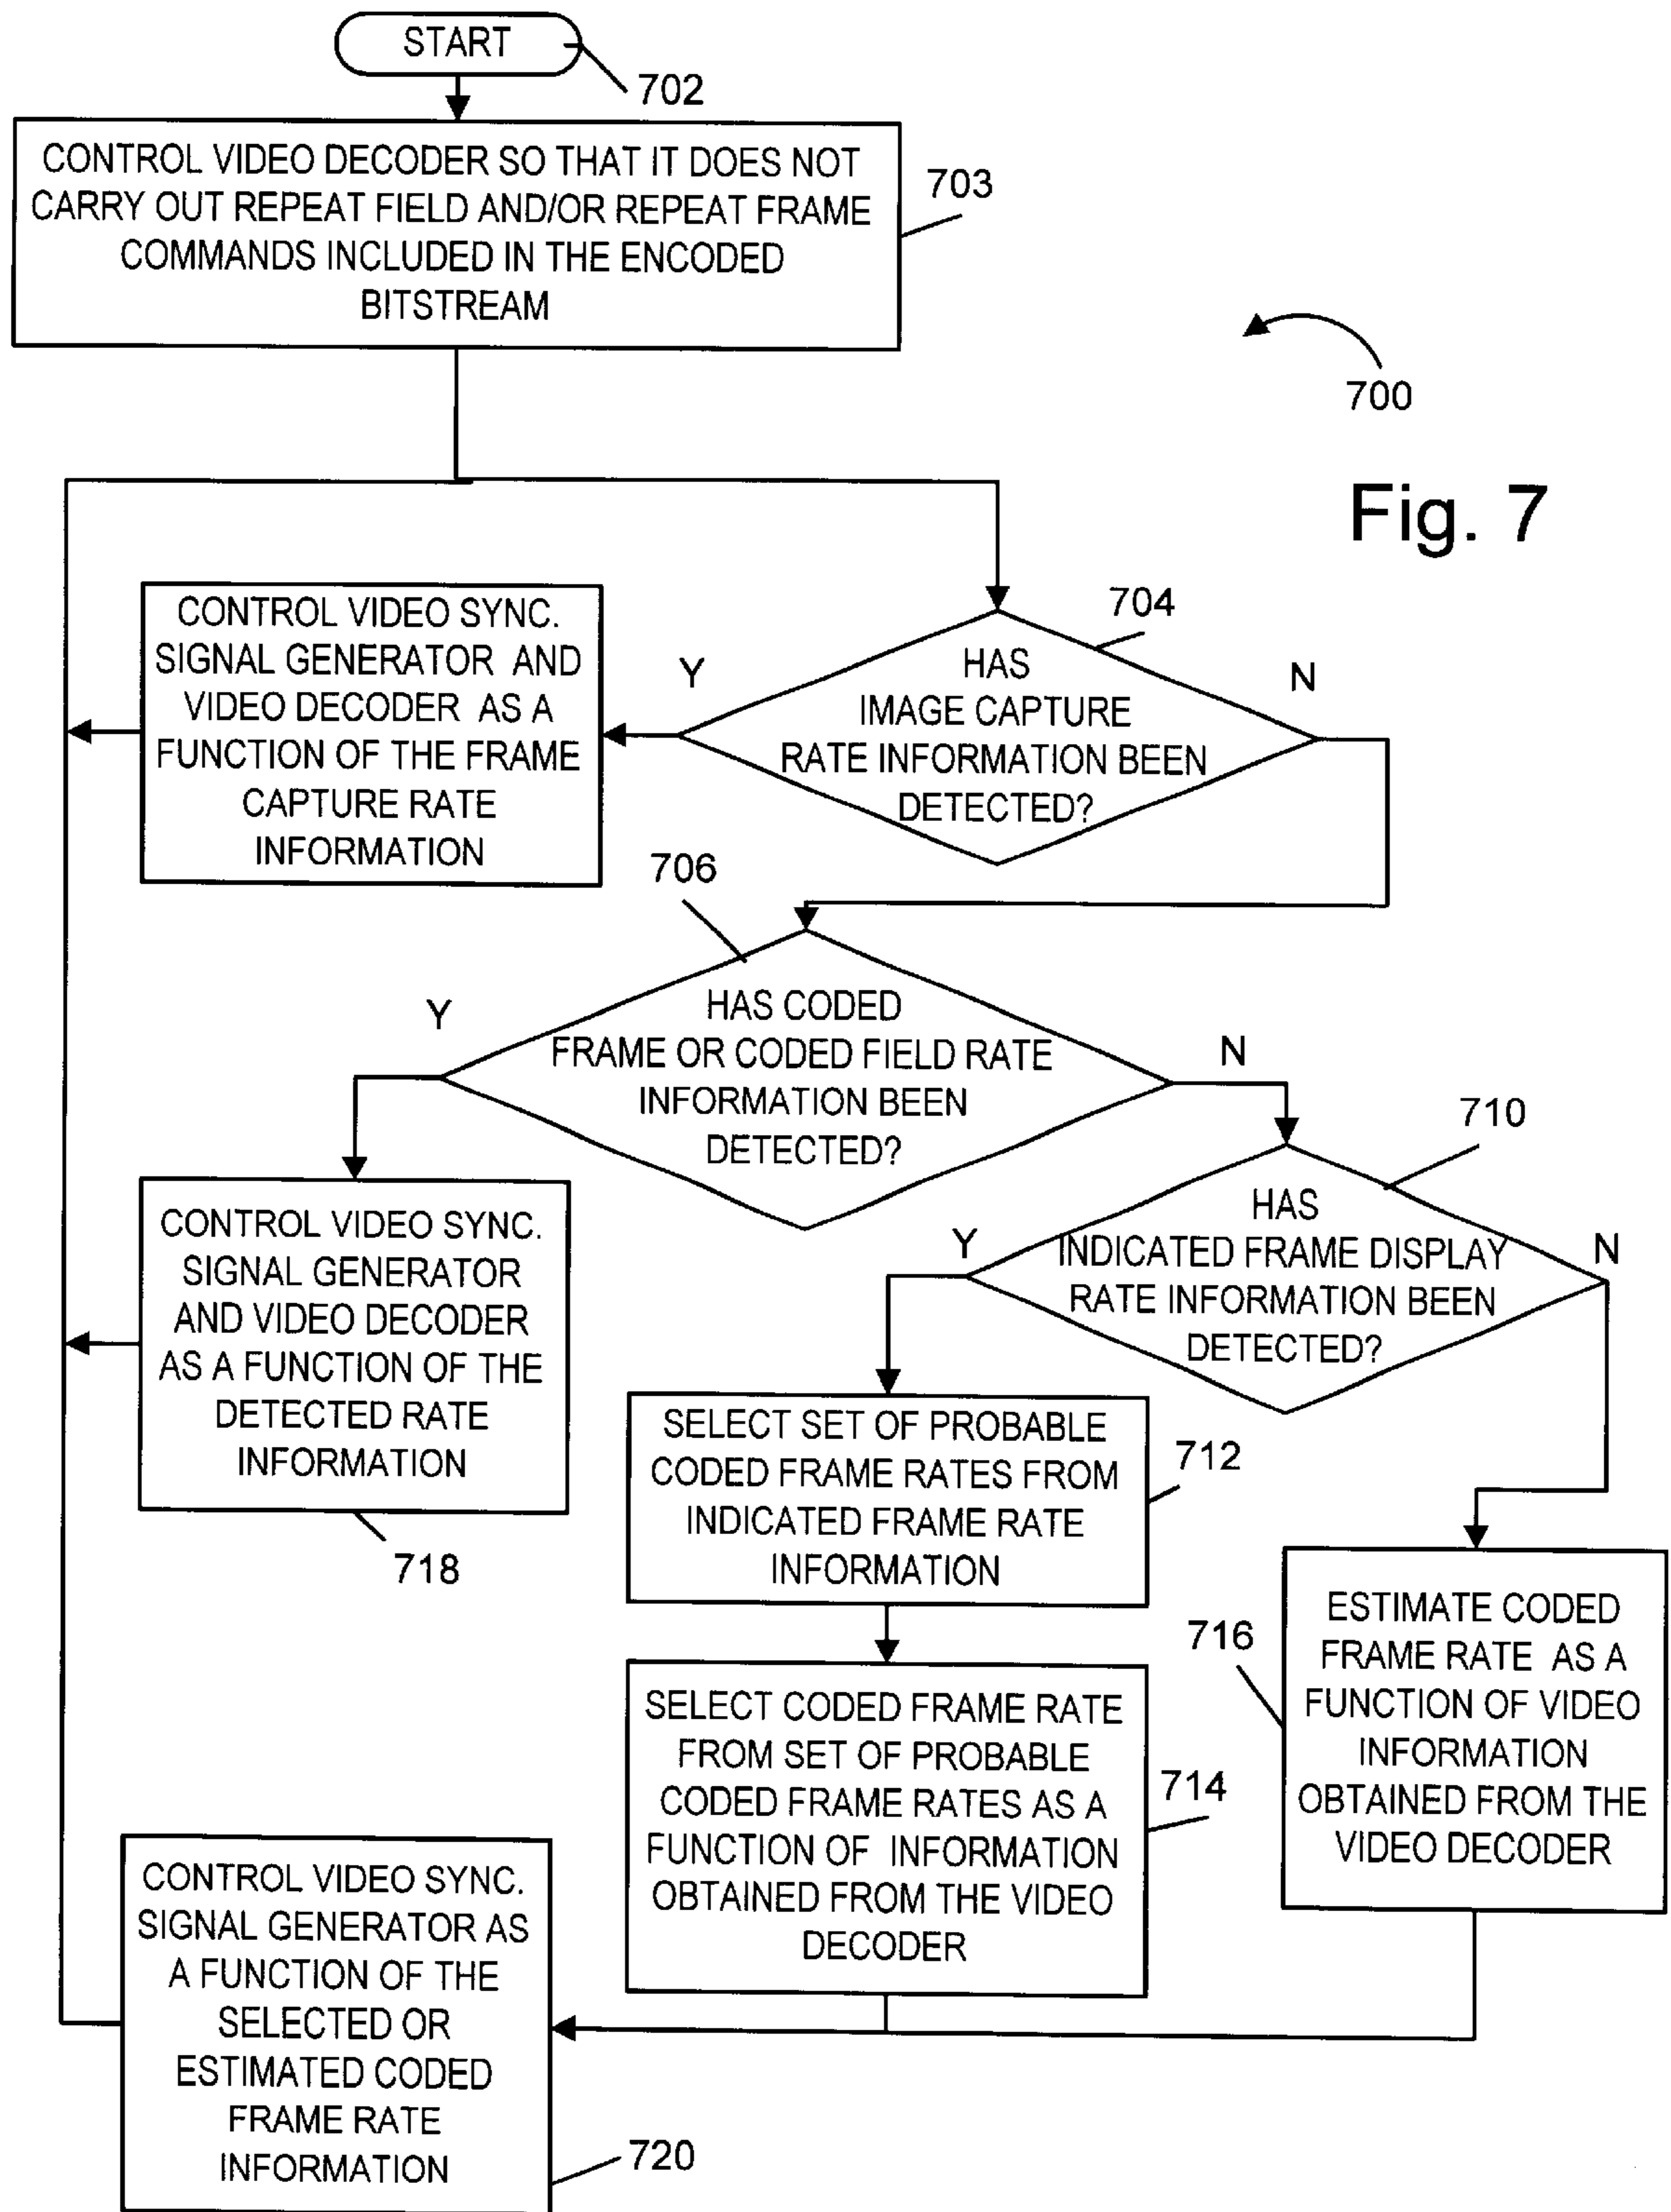 START
702
CONTROL VIDEO DECODER SO THAT IT DOES NOT
CARRY OUT REPEAT FIELD AND/OR REPEAT FRAME
COMMANDS INCLUDED IN THE ENCODED
BITSTREAM
703
700
Fig. 7
CONTROL VIDEO SYNC.
SIGNAL GENERATOR AND
VIDEO DECODER AS A
FUNCTION OF THE FRAME
CAPTURE RATE
INFORMATION
Y
704
HAS
IMAGE CAPTURE
RATE INFORMATION BEEN
DETECTED?
N
706
Y
HAS CODED
FRAME OR CODED FIELD RATE
INFORMATION BEEN
DETECTED?
N
710
Y
HAS
INDICATED FRAME DISPLAY
RATE INFORMATION BEEN
DETECTED?
N
CONTROL VIDEO SYNC.
SIGNAL GENERATOR
AND VIDEO DECODER
AS A FUNCTION OF THE
DETECTED RATE
INFORMATION
718
SELECT SET OF PROBABLE
CODED FRAME RATES FROM
INDICATED FRAME RATE
INFORMATION
712
SELECT CODED FRAME RATE
FROM SET OF PROBABLE
CODED FRAME RATES AS A
FUNCTION OF INFORMATION
OBTAINED FROM THE VIDEO
DECODER
714
716
ESTIMATE CODED
FRAME RATE AS A
FUNCTION OF VIDEO
INFORMATION
OBTAINED FROM THE
VIDEO DECODER
CONTROL VIDEO SYNC.
SIGNAL GENERATOR AS
A FUNCTION OF THE
SELECTED OR
ESTIMATED CODED
FRAME RATE
INFORMATION
720